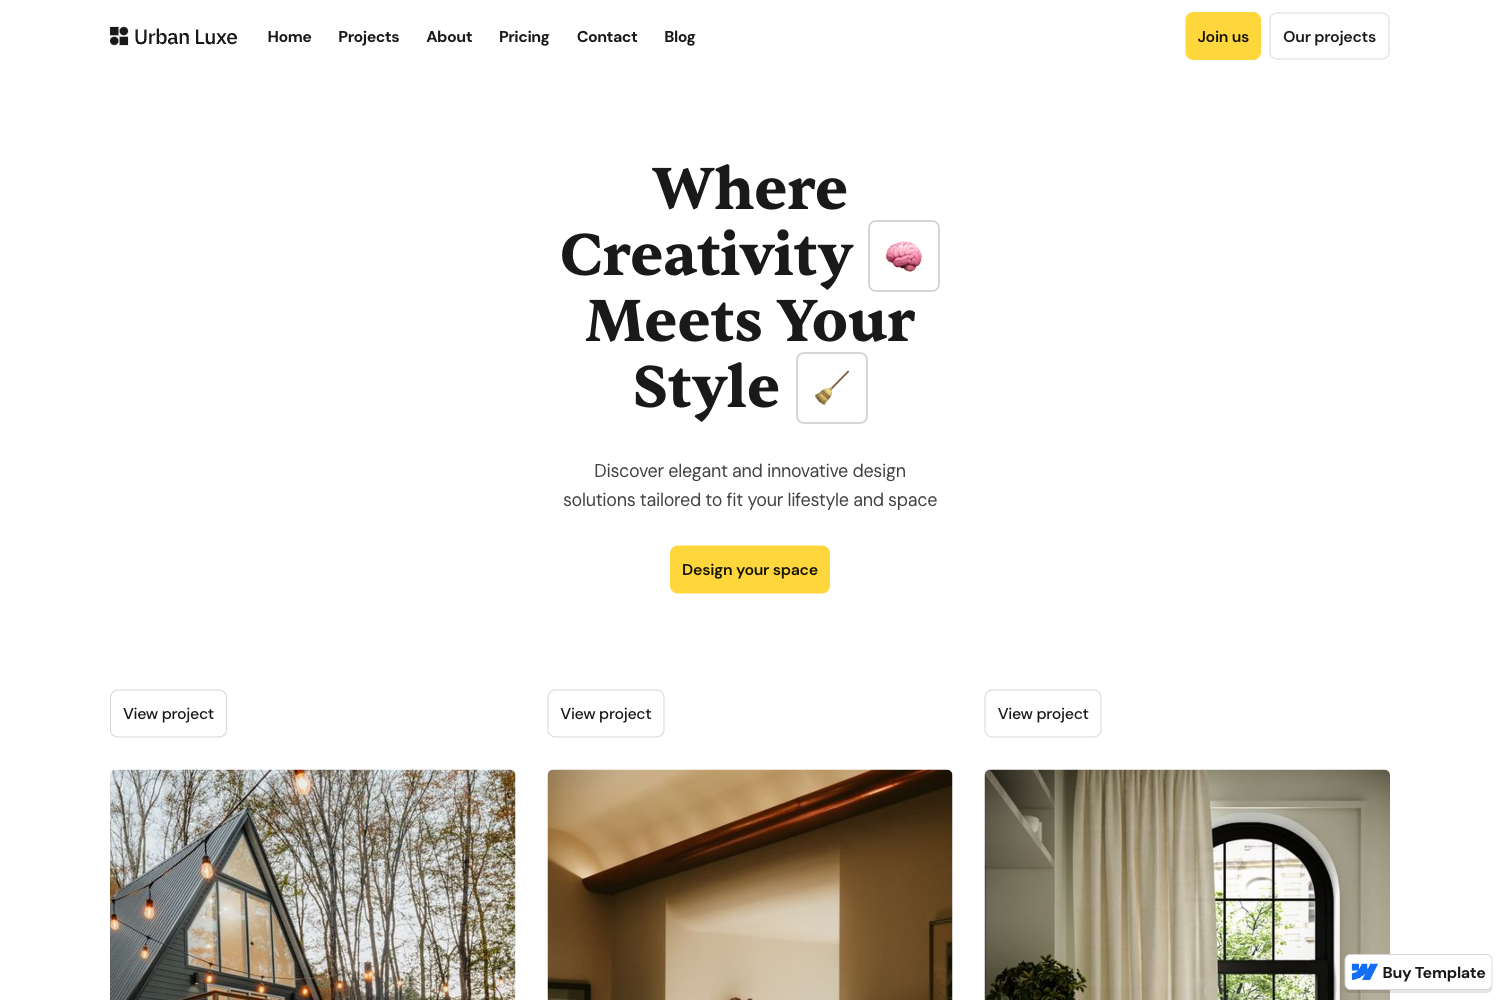 Urban Luxe
Home
Projects
About
Pricing
Contact
Blog
Join us
Our projects
Where
Creativity
Meets Your
Style
Discover elegant and innovative design
solutions tailored to fit your lifestyle and space
Design your space
View project
View project
View project
Buy Template